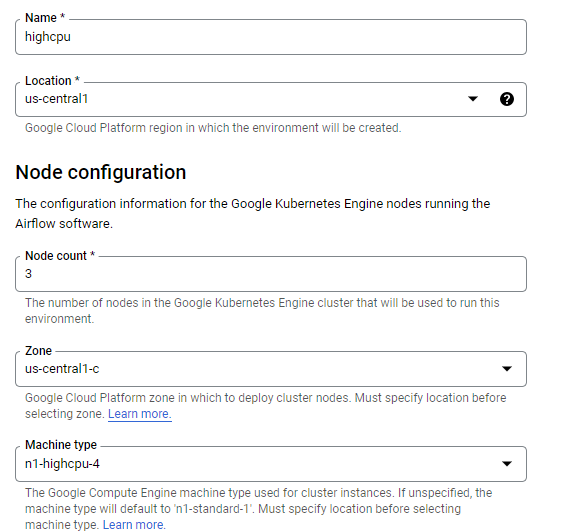 Name *
highcpu
Location *
us-central1
Google Cloud Platform region in which the environment will be created.
Node configuration
The configuration information for the Google Kubernetes Engine nodes running the
Airflow software.
Node count *
3
The number of nodes in the Google Kubernetes Engine cluster that will be used to run this
environment.
Zone
us-central1-c
Google Cloud Platform zone in which to deploy cluster nodes. Must specify location before
selecting zone. Learn more.
Machine type
n1-highcpu-4
The Google Compute Engine machine type used for cluster instances. If unspecified, the
machine type will default to 'n1-standard-1'. Must specify location before selecting
machine type. Learn more.